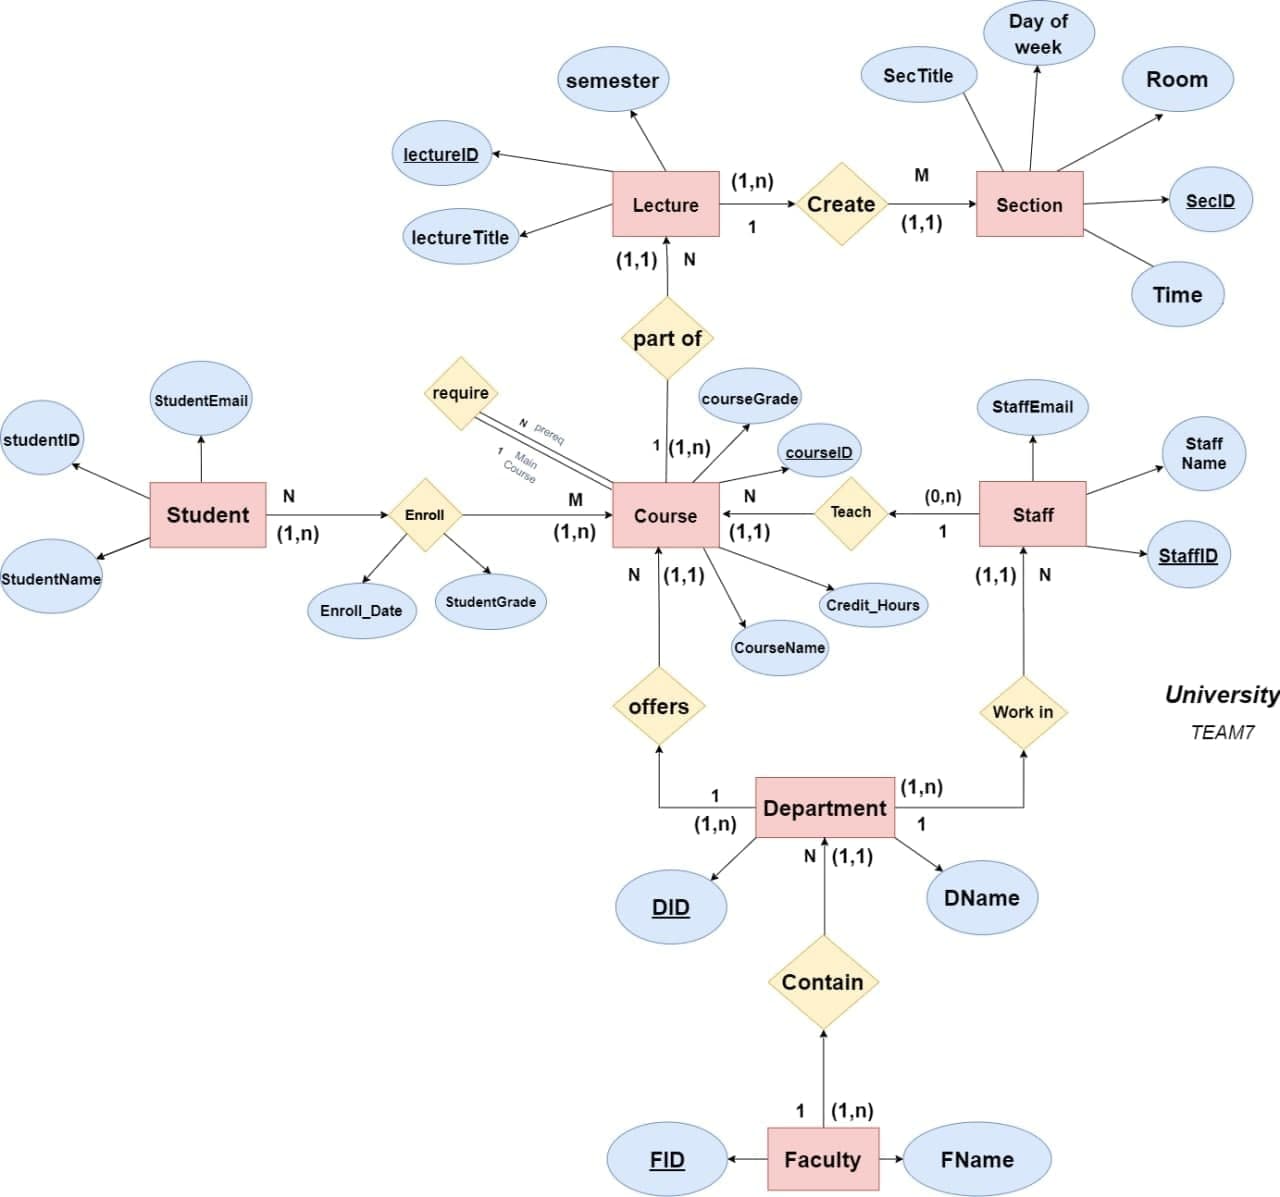 Day of
week
semester
SecTitle
Room
lectureID
(1,n)
M
SecID
Lecture
Create
Section
lectureTitle
1
(1,1)
(1,1)
N
Time
part of
require
courseGrade
StudentEmail
StaffEmail
N prereq
studentID
1 Main
Course
1
(1,n)
courseID
Staff
Name
N
M
N
(0,n)
Student
Enroll
Course
Teach
Staff
(1,n)
(1,n)
(1,1)
1
StaffID
StudentName
N
(1,1)
(1,1)
N
Enroll_Date
StudentGrade
Credit_Hours
CourseName
University
offers
Work in
TEAM7
1
(1,n)
Department
(1,n)
1
N
(1,1)
DID
DName
Contain
1
(1,n)
FID
Faculty
FName